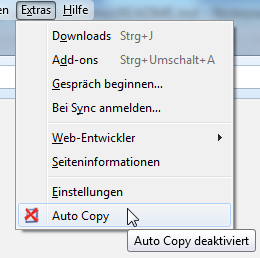 en Extras Hilfe
Downloads Strg+J
Add-ons Strg+Umschalt+A
Gespräch beginnen...
Bei Sync anmelden...
Web-Entwickler
Seiteninformationen
Einstellungen
Auto Copy
Auto Copy deaktiviert